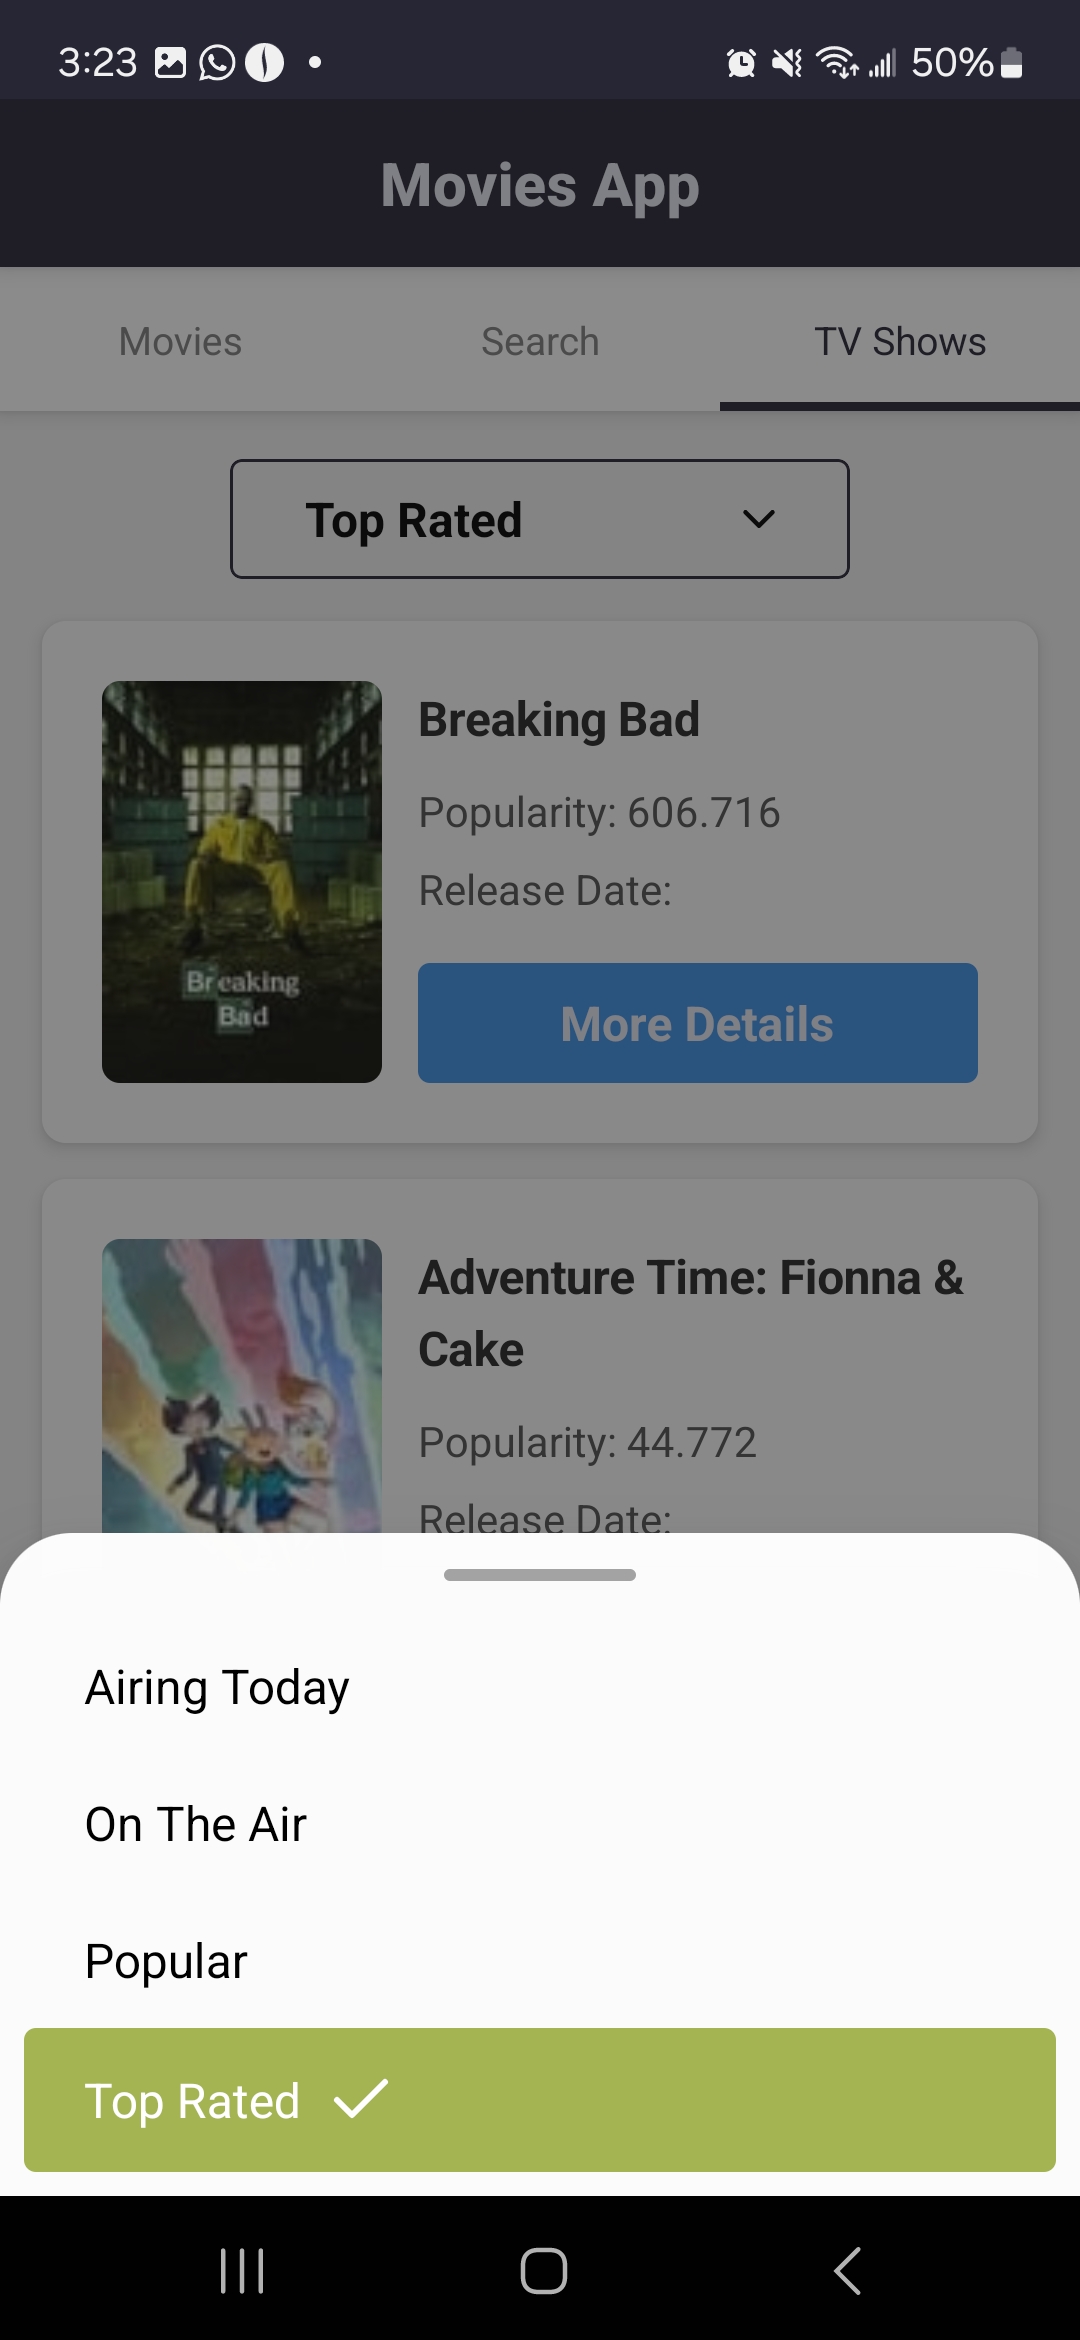 3:23
50%
Movies App
Movies
Search
TV Shows
Top Rated
Breaking Bad
Popularity: 606.716
Release Date:
Breaking
Bad
More Details
Adventure Time: Fionna &
Cake
Popularity: 44.772
Release Date:
Airing Today
On The Air
Popular
Top Rated